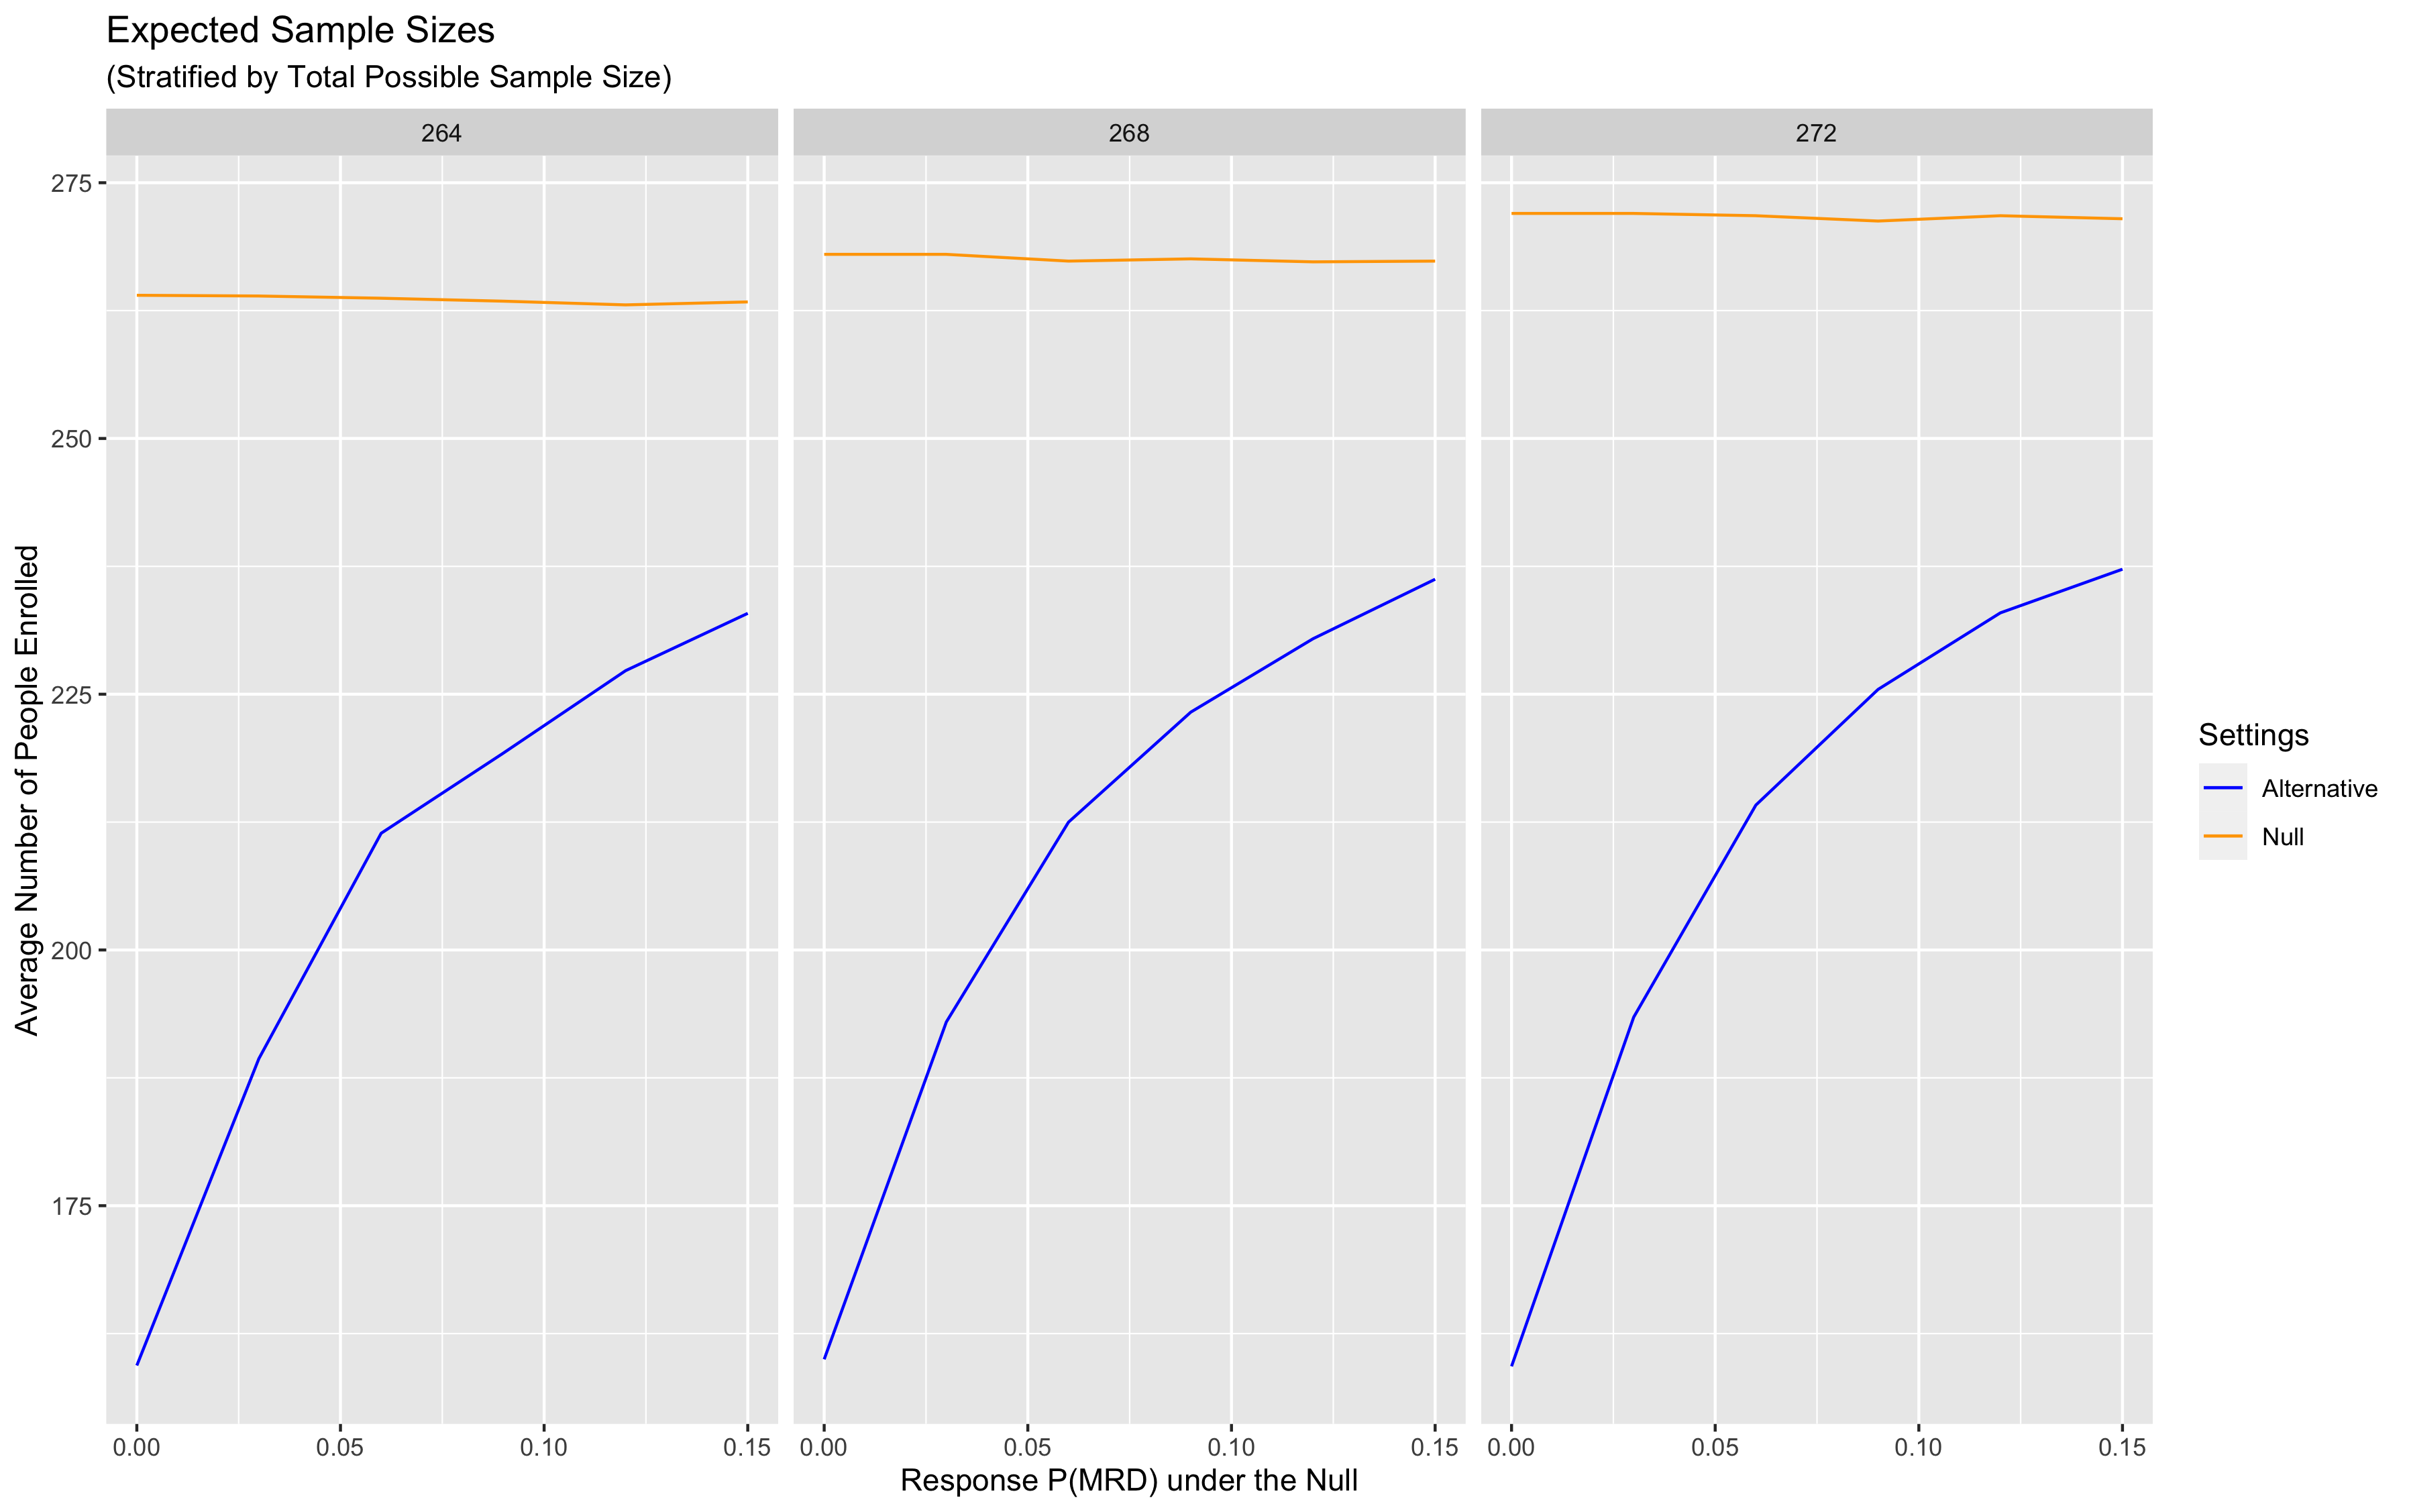 Expected Sample Sizes
(Stratified by Total Possible Sample Size)
264 268 272
275
250
225
200
175
Average Number of People Enrolled
0.00 0.05 0.10 0.15 0.00 0.05 0.10 0.15 0.00 0.05 0.10 0.15
Response P(MRD) under the Null
Settings
Alternative
Null